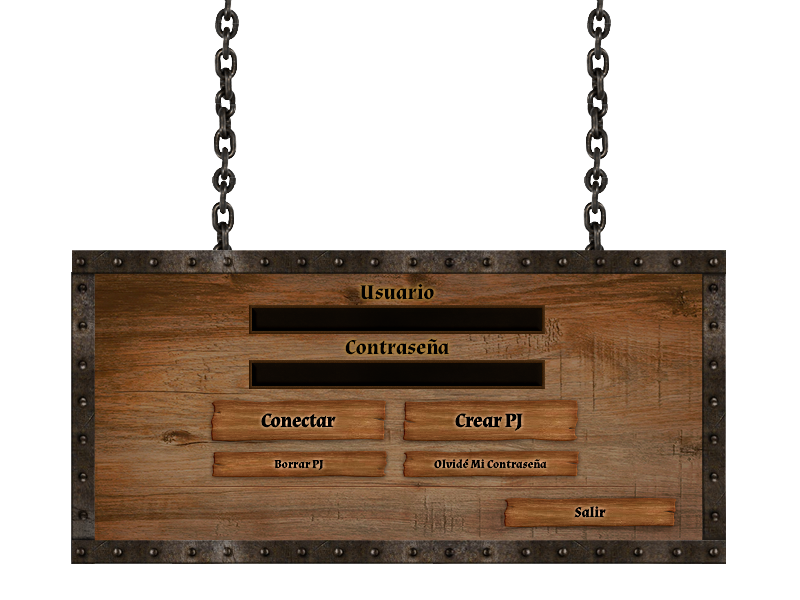 Usuario
Contraseña
Conectar
Crear PJ
Borrar PJ
Olvidé Mi Contraseña
Salir